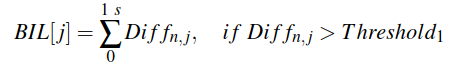 BIL[j] = \sum_{0}^{1 s} Diff_{n,j}, if Diff_{n,j} > Threshold_1